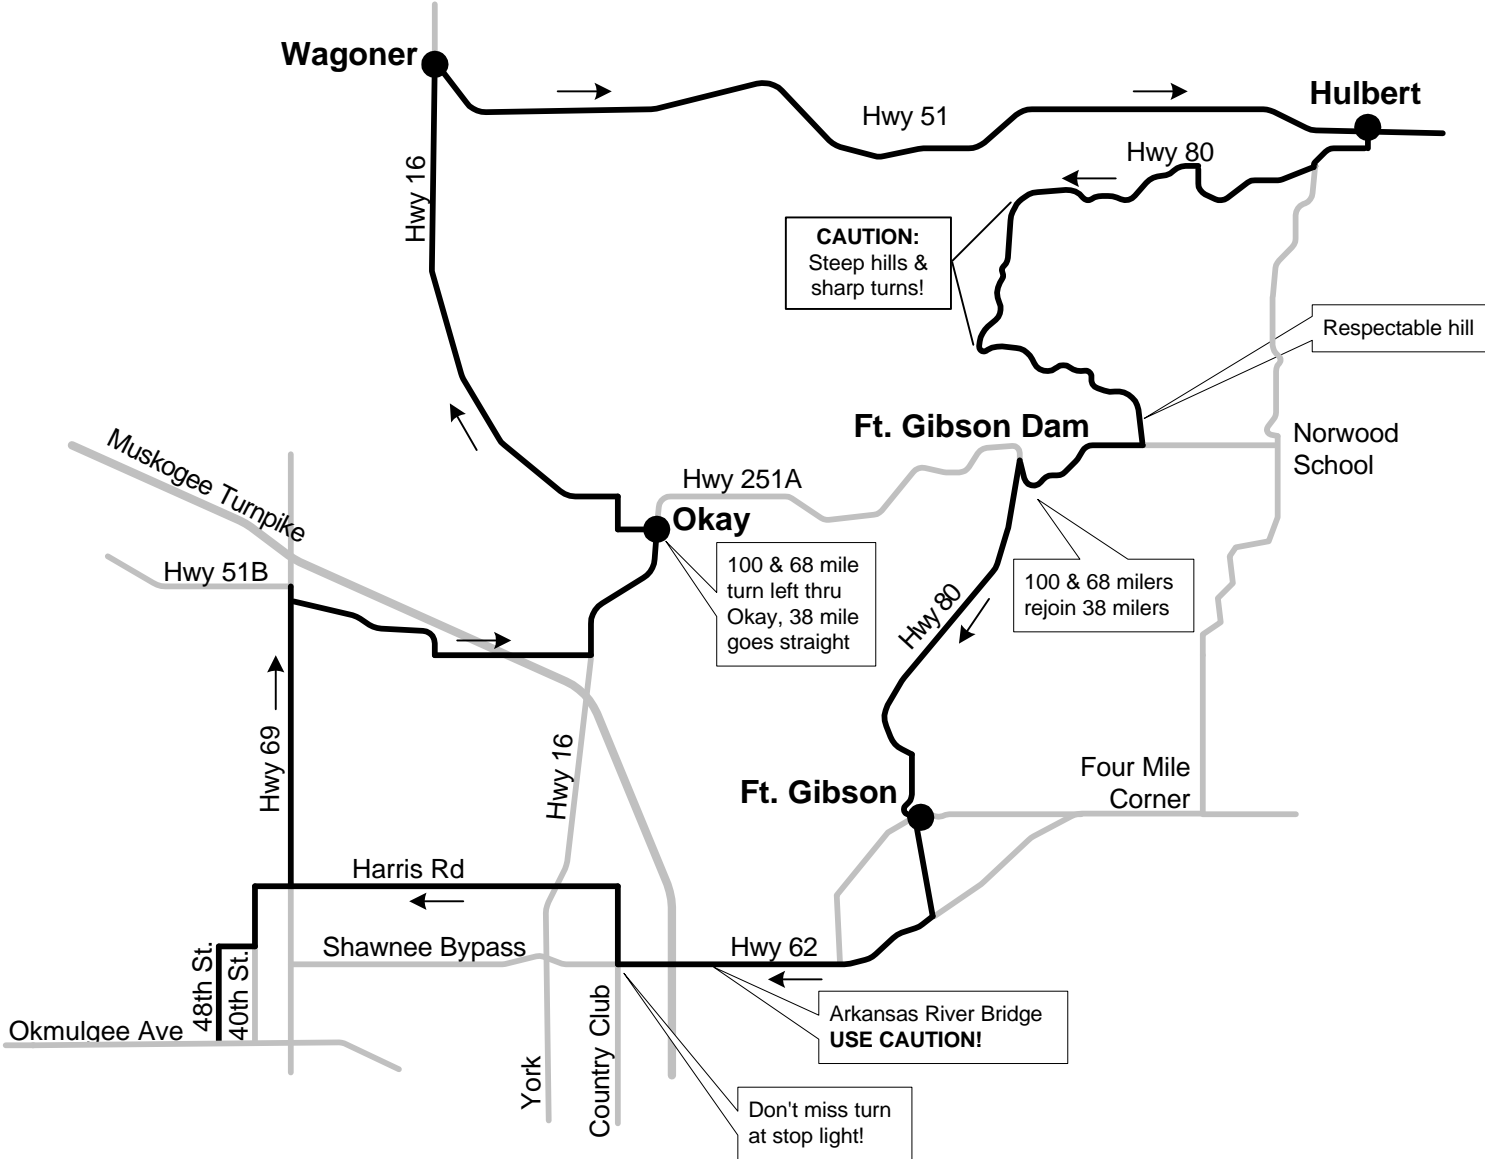 Wagoner
Hwy 51
Hulbert
Hwy 80
Hwy 16
CAUTION:
Steep hills &
sharp turns!
Respectable hill
Ft. Gibson Dam
Norwood
School
Muskogee Turnpike
Hwy 251A
Okay
Hwy 51B
100 & 68 mile
turn left thru
Okay, 38 mile
goes straight
100 & 68 milers
rejoin 38 milers
Hwy 80
Hwy 69
Hwy 16
Ft. Gibson
Four Mile
Corner
Harris Rd
Shawnee Bypass
Hwy 62
48th St.
40th St.
Okmulgee Ave
Arkansas River Bridge
USE CAUTION!
York
Country Club
Don't miss turn
at stop light!